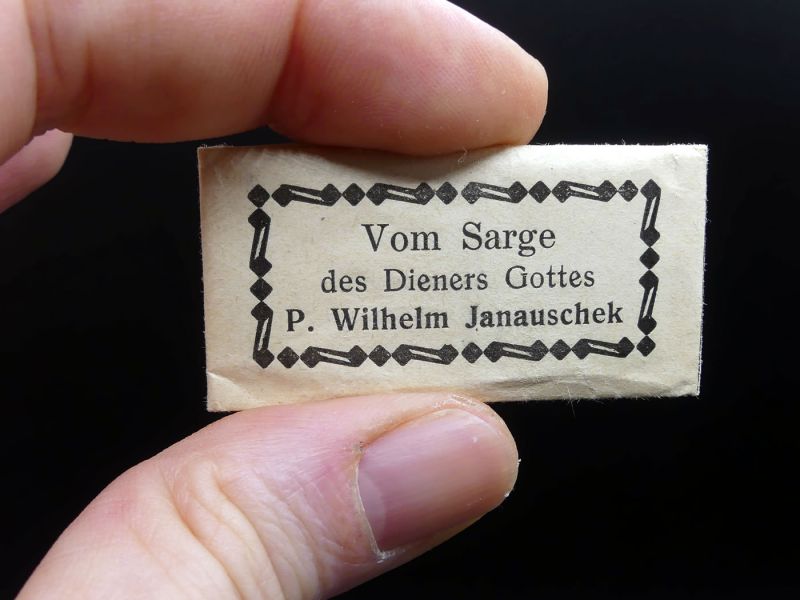 Vom Sarge
des Dieners Gottes
P. Wilhelm Janauschek